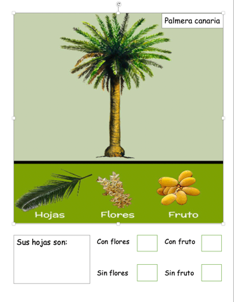 Palmera canaria
Hojas Flores Fruto
Sus hojas son: Con flores Con fruto
Sin flores Sin fruto